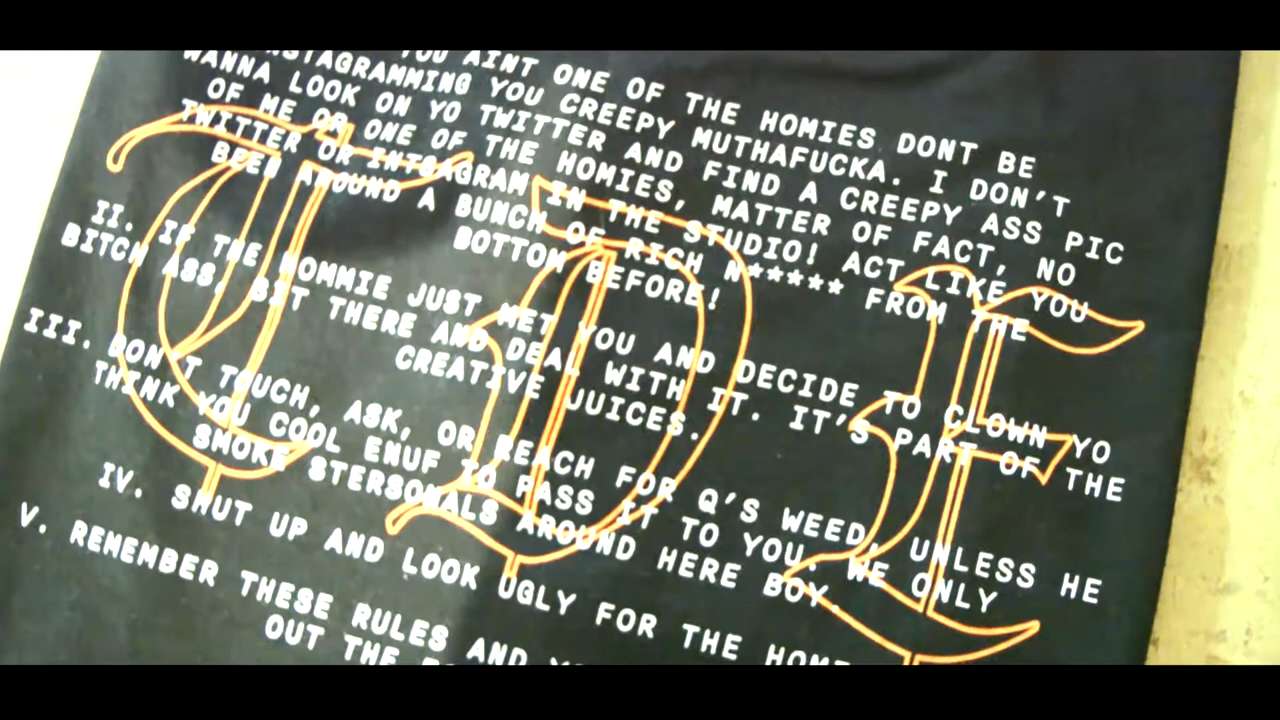 YOU AINT ONE OF THE HOMIES DONT BE
INSTAGRAMMING YOU CREEPY MUTHAFUCKA. I DON'T
WANNA LOOK ON YO TWITTER AND FIND A CREEPY ASS PIC
OF ME OR ONE OF THE HOMIES, MATTER OF FACT, NO
TWITTER OR INTSAGRAM IN THE STUDIO! ACT LIKE YOU
BEEN AROUND A BUNCH OF RICH N***** FROM THE
BOTTOM BEFORE!
II. IF THE HOMMIE JUST MET YOU AND DECIDE TO CLOWN YO
BITCH ASS, SIT THERE AND DEAL WITH IT. IT'S PART OF THE
CREATIVE JUICES.
III. DON'T TOUCH, ASK, OR REACH FOR Q'S WEED, UNLESS HE
THINK YOU COOL ENUF TO PASS IT TO YOU. WE ONLY
SMOKE STERSONALS AROUND HERE BOY.
IV. SHUT UP AND LOOK UGLY FOR THE
V. REMEMBER THESE RULES AND
OUT THE
TDE